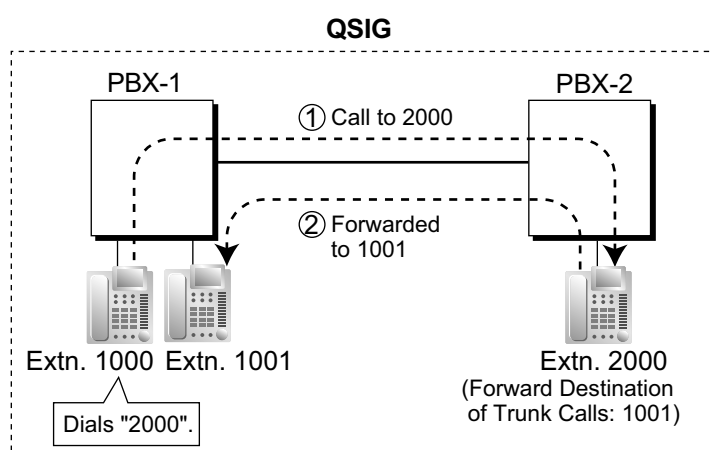 QSIG
PBX-1
PBX-2
① Call to 2000
② Forwarded
to 1001
Extn. 1000
Extn. 1001
Extn. 2000
(Forward Destination
of Trunk Calls: 1001)
Dials "2000".